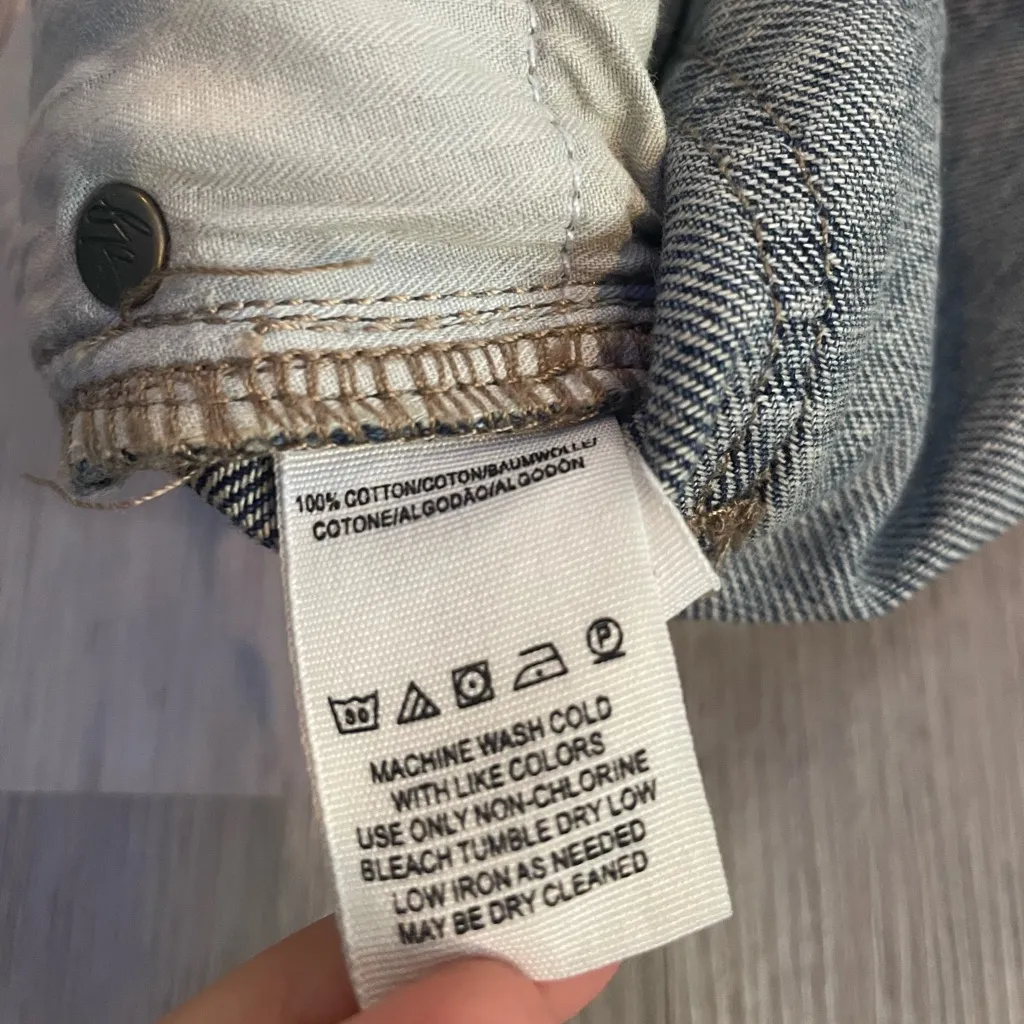 100% COTTON/COTON/BAUMWOLLE/
COTONE/ALGODÃO/ALGODÓN
30
P
MACHINE WASH COLD
WITH LIKE COLORS
USE ONLY NON-CHLORINE
BLEACH TUMBLE DRY LOW
LOW IRON AS NEEDED
MAY BE DRY CLEANED